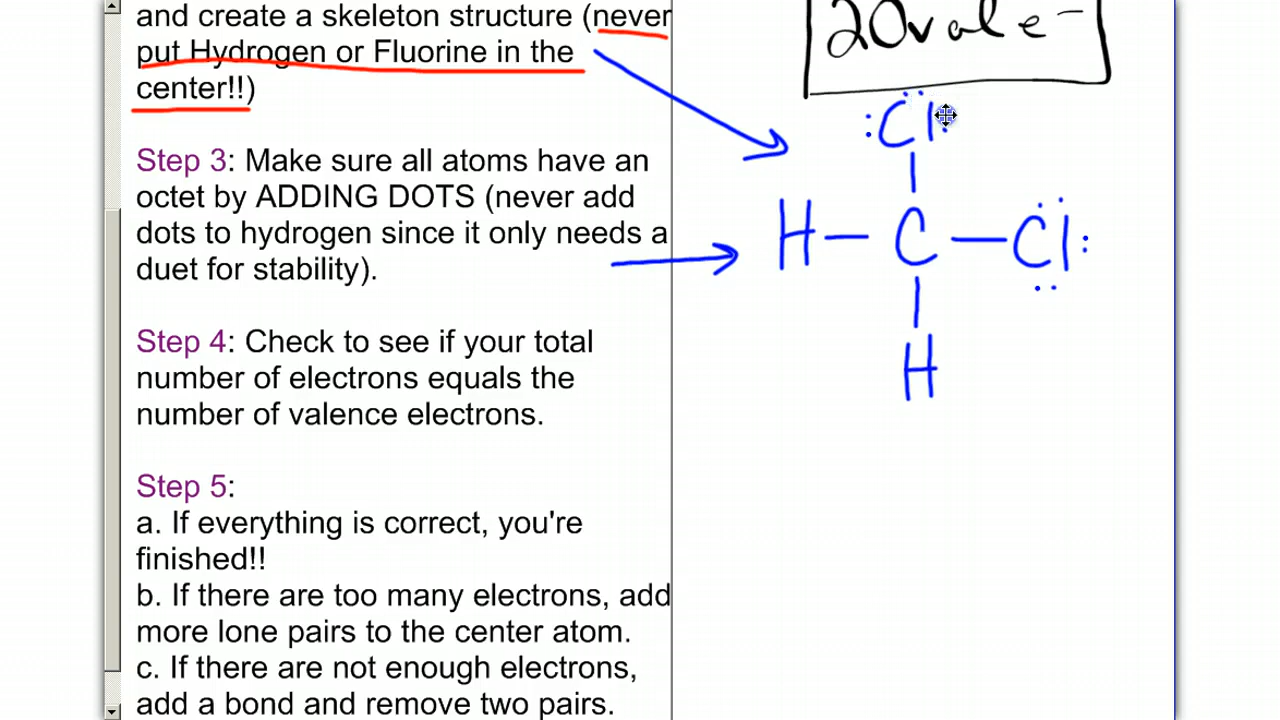 and create a skeleton structure (never
put Hydrogen or Fluorine in the
center!!)
Step 3: Make sure all atoms have an
octet by ADDING DOTS (never add
dots to hydrogen since it only needs a
duet for stability).
Step 4: Check to see if your total
number of electrons equals the
number of valence electrons.
Step 5:
a. If everything is correct, you're
finished!!
b. If there are too many electrons, add
more lone pairs to the center atom.
c. If there are not enough electrons,
add a bond and remove two pairs.
20 val e-
:Cl:
H – C – Cl:
H